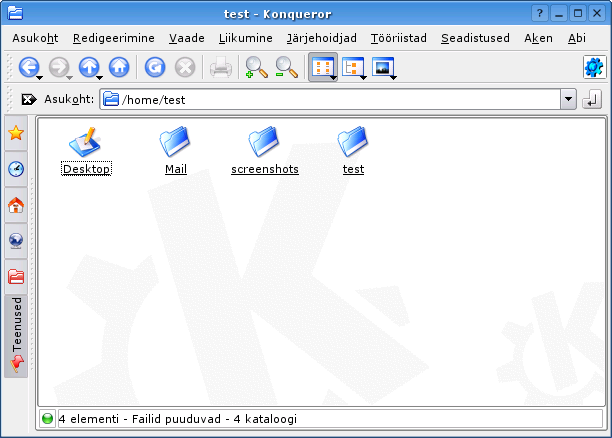 test - Konqueror
Asukoht Redigeerimine Vaade Liikumine Järjehoidjad Tööriistad Seadistused Aken Abi
Asukoht: /home/test
Desktop Mail screenshots test
Teenused
4 elementi - Failid puuduvad - 4 kataloogi